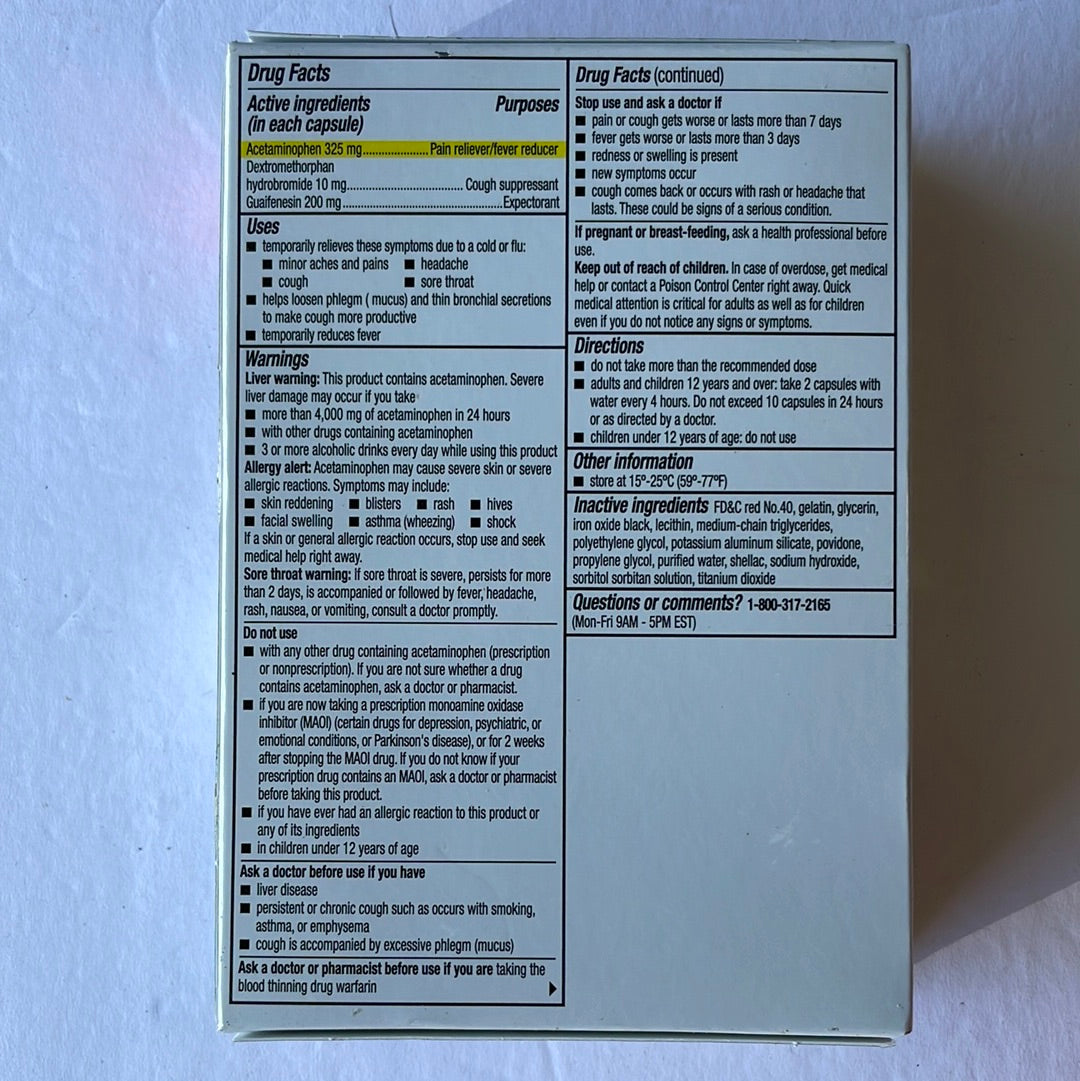 Drug Facts
Active ingredients Purposes
(in each capsule)
Acetaminophen 325 mg..................... Pain reliever/fever reducer
Dextromethorphan
hydrobromide 10 mg.................................... Cough suppressant
Guaifenesin 200 mg .................................................Expectorant
Uses
■ temporarily relieves these symptoms due to a cold or flu:
■ minor aches and pains ■ headache
■ cough ■ sore throat
■ helps loosen phlegm ( mucus) and thin bronchial secretions
to make cough more productive
■ temporarily reduces fever
Warnings
Liver warning: This product contains acetaminophen. Severe
liver damage may occur if you take
■ more than 4,000 mg of acetaminophen in 24 hours
■ with other drugs containing acetaminophen
■ 3 or more alcoholic drinks every day while using this product
Allergy alert: Acetaminophen may cause severe skin or severe
allergic reactions. Symptoms may include:
■ skin reddening ■ blisters ■ rash ■ hives
■ facial swelling ■ asthma (wheezing) ■ shock
If a skin or general allergic reaction occurs, stop use and seek
medical help right away.
Sore throat warning: If sore throat is severe, persists for more
than 2 days, is accompanied or followed by fever, headache,
rash, nausea, or vomiting, consult a doctor promptly.
Do not use
■ with any other drug containing acetaminophen (prescription
or nonprescription). If you are not sure whether a drug
contains acetaminophen, ask a doctor or pharmacist.
■ if you are now taking a prescription monoamine oxidase
inhibitor (MAOI) (certain drugs for depression, psychiatric, or
emotional conditions, or Parkinson's disease), or for 2 weeks
after stopping the MAOI drug. If you do not know if your
prescription drug contains an MAOI, ask a doctor or pharmacist
before taking this product.
■ if you have ever had an allergic reaction to this product or
any of its ingredients
■ in children under 12 years of age
Ask a doctor before use if you have
■ liver disease
■ persistent or chronic cough such as occurs with smoking,
asthma, or emphysema
■ cough is accompanied by excessive phlegm (mucus)
Ask a doctor or pharmacist before use if you are taking the
blood thinning drug warfarin
Drug Facts (continued)
Stop use and ask a doctor if
■ pain or cough gets worse or lasts more than 7 days
■ fever gets worse or lasts more than 3 days
■ redness or swelling is present
■ new symptoms occur
■ cough comes back or occurs with rash or headache that
lasts. These could be signs of a serious condition.
If pregnant or breast-feeding, ask a health professional before
use.
Keep out of reach of children. In case of overdose, get medical
help or contact a Poison Control Center right away. Quick
medical attention is critical for adults as well as for children
even if you do not notice any signs or symptoms.
Directions
■ do not take more than the recommended dose
■ adults and children 12 years and over: take 2 capsules with
water every 4 hours. Do not exceed 10 capsules in 24 hours
or as directed by a doctor.
■ children under 12 years of age: do not use
Other information
■ store at 15º-25ºC (59º-77ºF)
Inactive ingredients FD&C red No.40, gelatin, glycerin,
iron oxide black, lecithin, medium-chain triglycerides,
polyethylene glycol, potassium aluminum silicate, povidone,
propylene glycol, purified water, shellac, sodium hydroxide,
sorbitol sorbitan solution, titanium dioxide
Questions or comments? 1-800-317-2165
(Mon-Fri 9AM - 5PM EST)